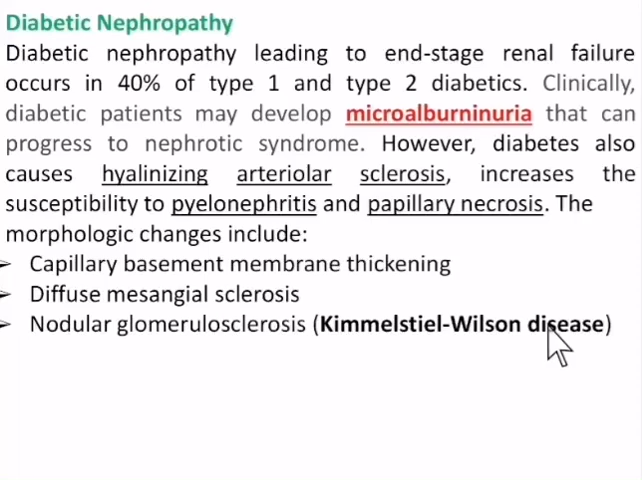 Diabetic Nephropathy
Diabetic nephropathy leading to end-stage renal failure
occurs in 40% of type 1 and type 2 diabetics. Clinically,
diabetic patients may develop microalburninuria that can
progress to nephrotic syndrome. However, diabetes also
causes hyalinizing arteriolar sclerosis, increases the
susceptibility to pyelonephritis and papillary necrosis. The
morphologic changes include:
➢ Capillary basement membrane thickening
➢ Diffuse mesangial sclerosis
➢ Nodular glomerulosclerosis (Kimmelstiel-Wilson disease)